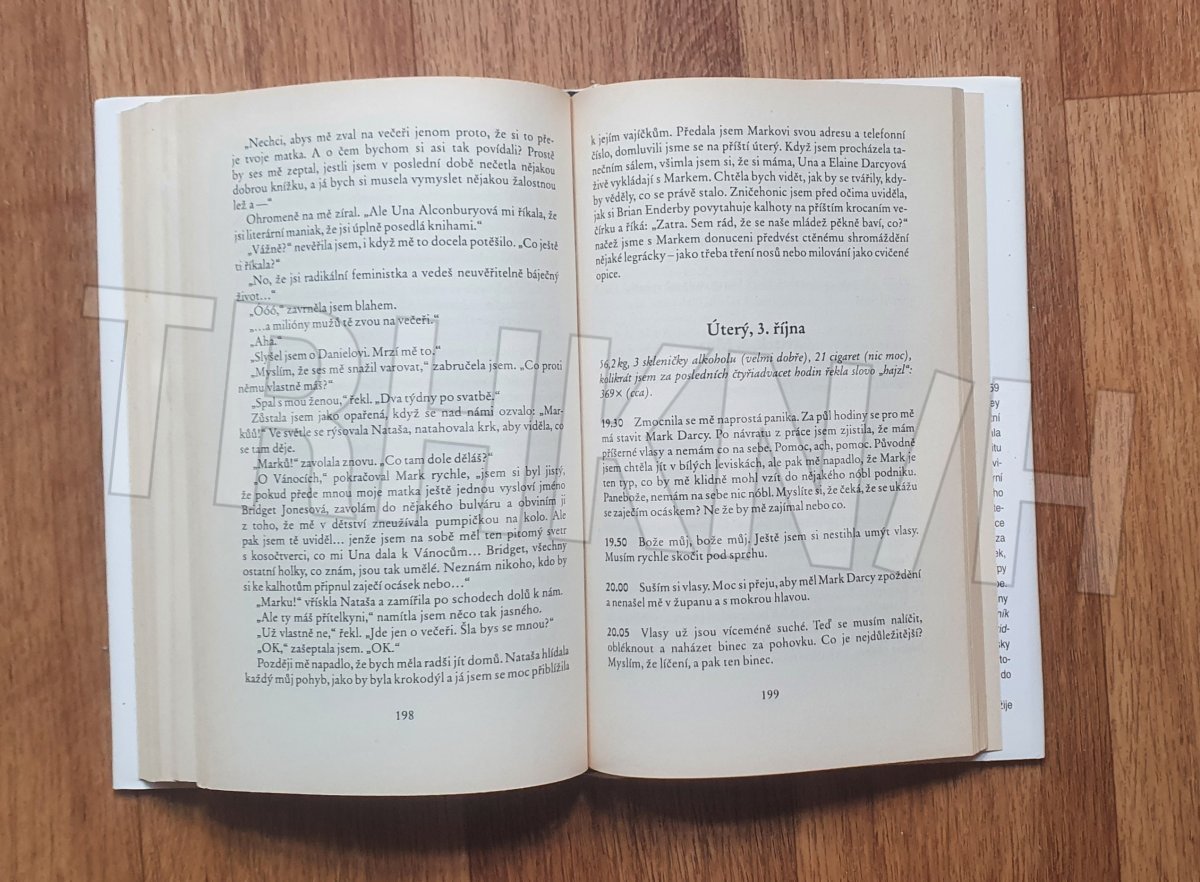 „Nechci, abys mě zval na večeři jenom proto, že si to pře-
je tvoje matka. A o čem bychom si asi tak povídali? Prostě
by ses mě zeptal, jestli jsem v poslední době nečetla nějakou
dobrou knížku, a já bych si musela vymyslet nějakou žalostnou
lež a —“
Ohromeně na mě zíral. „Ale Una Alconburyová mi říkala, že
jsi literární maniak, že jsi úplně posedlá knihami.“
„Vážně?“ nevěřila jsem, i když mě to docela potěšilo. „Co ještě
ti říkala?“
„No, že jsi radikální feministka a vedeš neuvěřitelně báječný
život…“
„Óóó,“ zavrněla jsem blahem.
„…a milióny mužů tě zvou na večeři.“
„Aha.“
„Slyšel jsem o Danielovi. Mrzí mě to.“
„Myslím, že ses mě snažil varovat,“ zabručela jsem. „Co proti
němu vlastně máš?“
„Spal s mou ženou,“ řekl. „Dva týdny po svatbě.“
Zůstala jsem jako opařená, když se nad námi ozvalo: „Mar-
kůů!“ Ve světle se rýsovala Nataša, natahovala krk, aby viděla, co
se tam děje.
„Marků!“ zavolala znovu. „Co tam dole děláš?“
„O Vánocích,“ pokračoval Mark rychle, „jsem si byl jistý,
že pokud přede mnou moje matka ještě jednou vysloví jméno
Bridget Jonesová, zavolám do nějakého bulváru a obviním ji
z toho, že mě v dětství zneužívala pumpičkou na kolo. Ale
pak jsem tě uviděl… jenže jsem na sobě měl ten pitomý svetr
s kosočtverci, co mi Una dala k Vánocům… Bridget, všechny
ostatní holky, co znám, jsou tak umělé. Neznám nikoho, kdo by
si ke kalhotům připnul zaječí ocásek nebo…“
„Marku!“ vřískla Nataša a zamířila po schodech dolů k nám.
„Ale ty máš přítelkyni,“ namítla jsem něco tak jasného.
„Už vlastně ne,“ řekl. „Jde jen o večeři. Šla bys se mnou?“
„OK,“ zašeptala jsem. „OK.“
Později mě napadlo, že bych měla radši jít domů. Nataša hlídala
každý můj pohyb, jako by byla krokodýl a já jsem se moc přiblížila
198
k jejím vajíčkům. Předala jsem Markovi svou adresu a telefonní
číslo, domluvili jsme se na příští úterý. Když jsem procházela ta-
nečním sálem, všimla jsem si, že si máma, Una a Elaine Darcyová
živě vykládají s Markem. Chtěla bych vidět, jak by se tvářily, kdy-
by věděly, co se právě stalo. Zničehonic jsem před očima uviděla,
jak si Brian Enderby povytahuje kalhoty na příštím krocaním ve-
čírku a říká: „Zatra. Sem rád, že se naše mládež pěkně baví, co?“
načež jsme s Markem donuceni předvést ctěnému shromáždění
nějaké legrácky – jako třeba tření nosů nebo milování jako cvičené
opice.
Úterý, 3. října
56,2 kg, 3 skleničky alkoholu (velmi dobře), 21 cigaret (nic moc),
kolikrát jsem za posledních čtyřiadvacet hodin řekla slovo „hajzl“:
369× (cca).
19.30 Zmocnila se mě naprostá panika. Za půl hodiny se pro mě
má stavit Mark Darcy. Po návratu z práce jsem zjistila, že mám
příšerné vlasy a nemám co na sebe. Pomoc, ach, pomoc. Původně
jsem chtěla jít v bílých leviskách, ale pak mě napadlo, že Mark je
ten typ, co by mě klidně mohl vzít do nějakého nóbl podniku.
Panebože, nemám na sebe nic nóbl. Myslíte si, že čeká, že se ukážu
se zaječím ocáskem? Ne že by mě zajímal nebo co.
19.50 Bože můj, bože můj. Ještě jsem si nestihla umýt vlasy.
Musím rychle skočit pod sprchu.
20.00 Suším si vlasy. Moc si přeju, aby měl Mark Darcy zpoždění
a nenašel mě v županu a s mokrou hlavou.
20.05 Vlasy už jsou víceméně suché. Teď se musím nalíčit,
obléknout a naházet binec za pohovku. Co je nejdůležitější?
Myslím, že líčení, a pak ten binec.
199
TRHKNIH